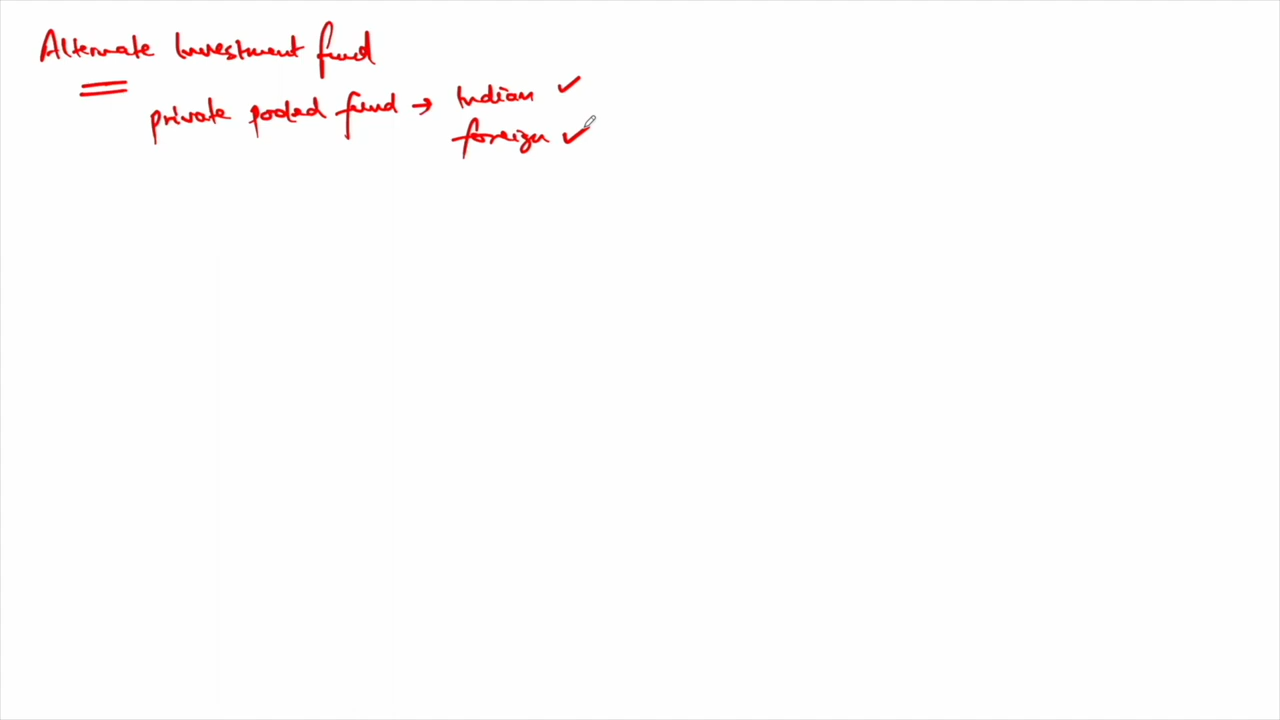 Alternate Investment fund
private pooled fund → Indian ✓
foreign ✓